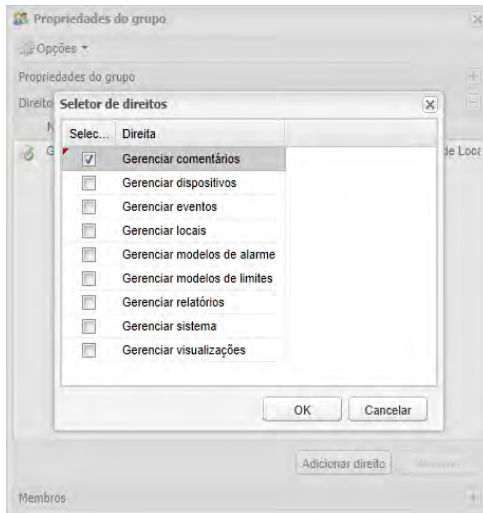 Propriedades do grupo
Opções
Propriedades do grupo
Direito
Seletor de direitos
N
Selec... Direita
G
de Loca
Gerenciar comentários
Gerenciar dispositivos
Gerenciar eventos
Gerenciar locais
Gerenciar modelos de alarme
Gerenciar modelos de limites
Gerenciar relatórios
Gerenciar sistema
Gerenciar visualizações
OK Cancelar
Adicionar direito
Membros